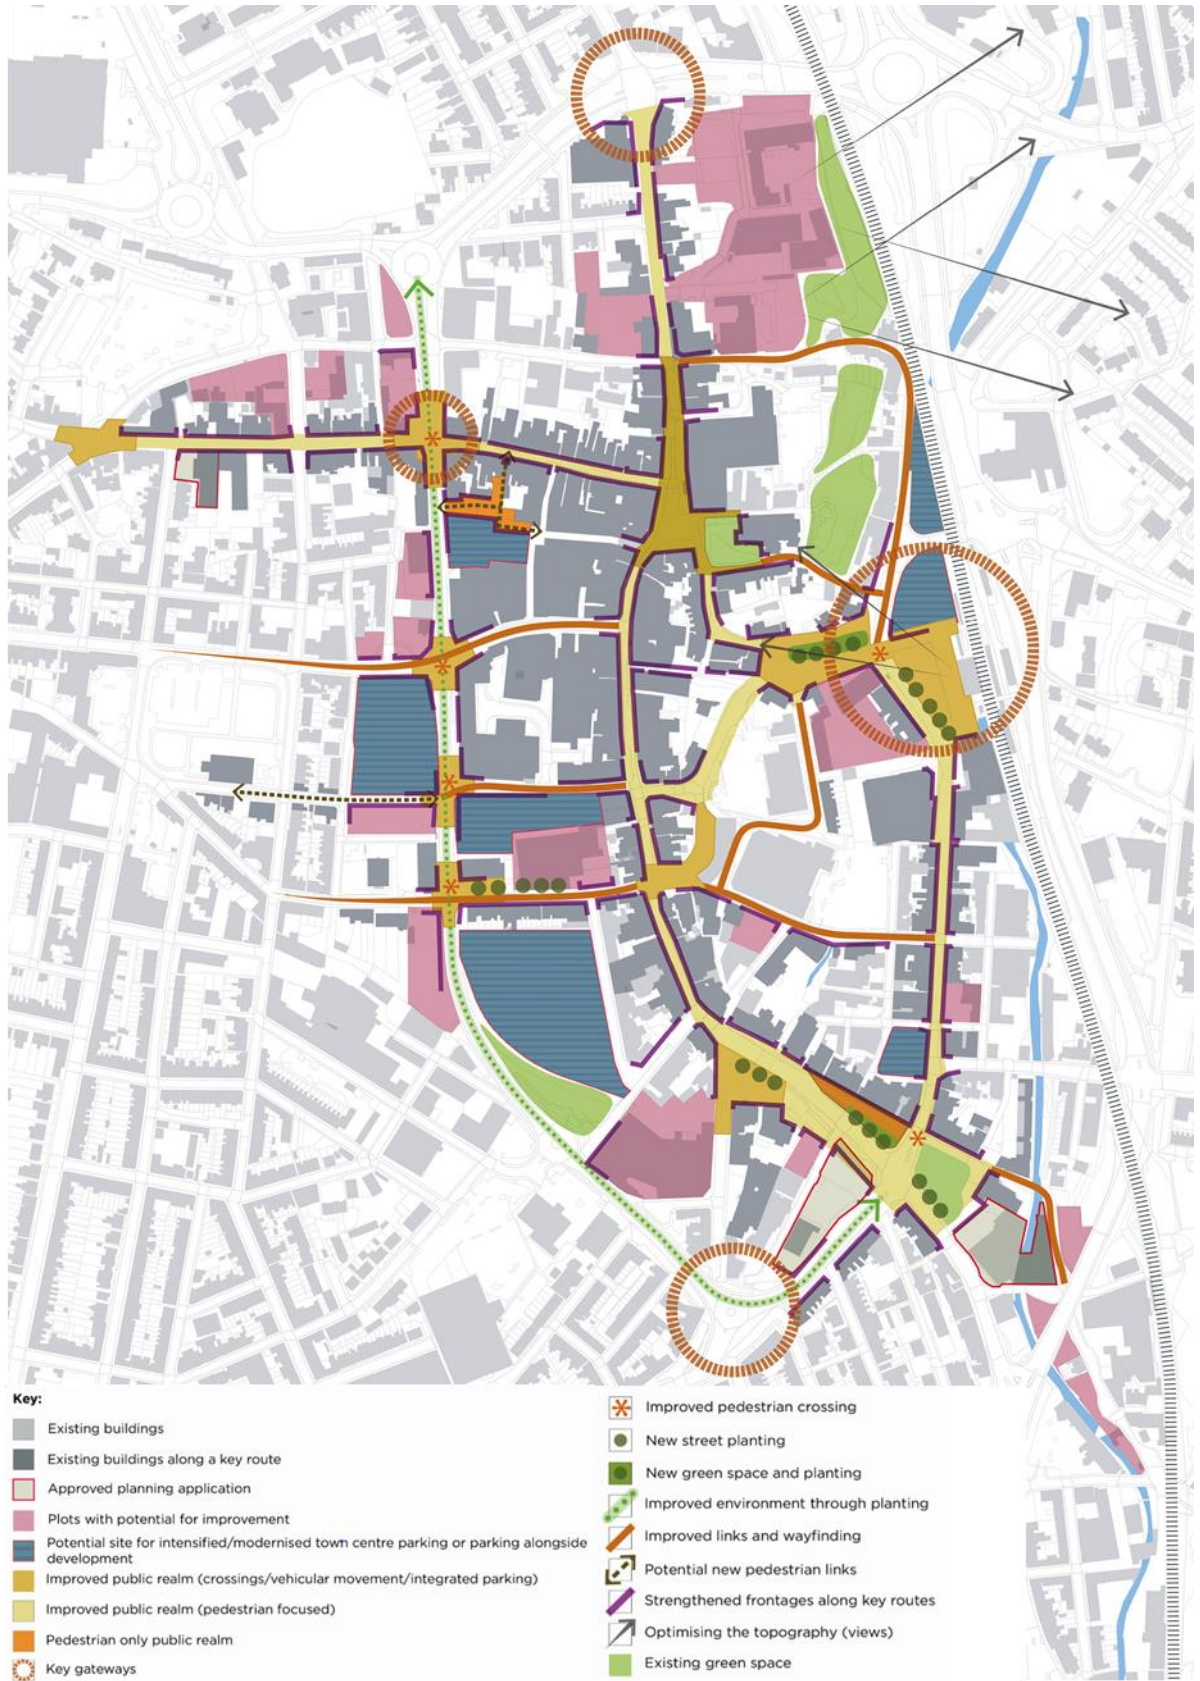 Key:
Existing buildings
Existing buildings along a key route
Approved planning application
Plots with potential for improvement
Potential site for intensified/modernised town centre parking or parking alongside
development
Improved public realm (crossings/vehicular movement/integrated parking)
Improved public realm (pedestrian focused)
Pedestrian only public realm
Key gateways
Improved pedestrian crossing
New street planting
New green space and planting
Improved environment through planting
Improved links and wayfinding
Potential new pedestrian links
Strengthened frontages along key routes
Optimising the topography (views)
Existing green space